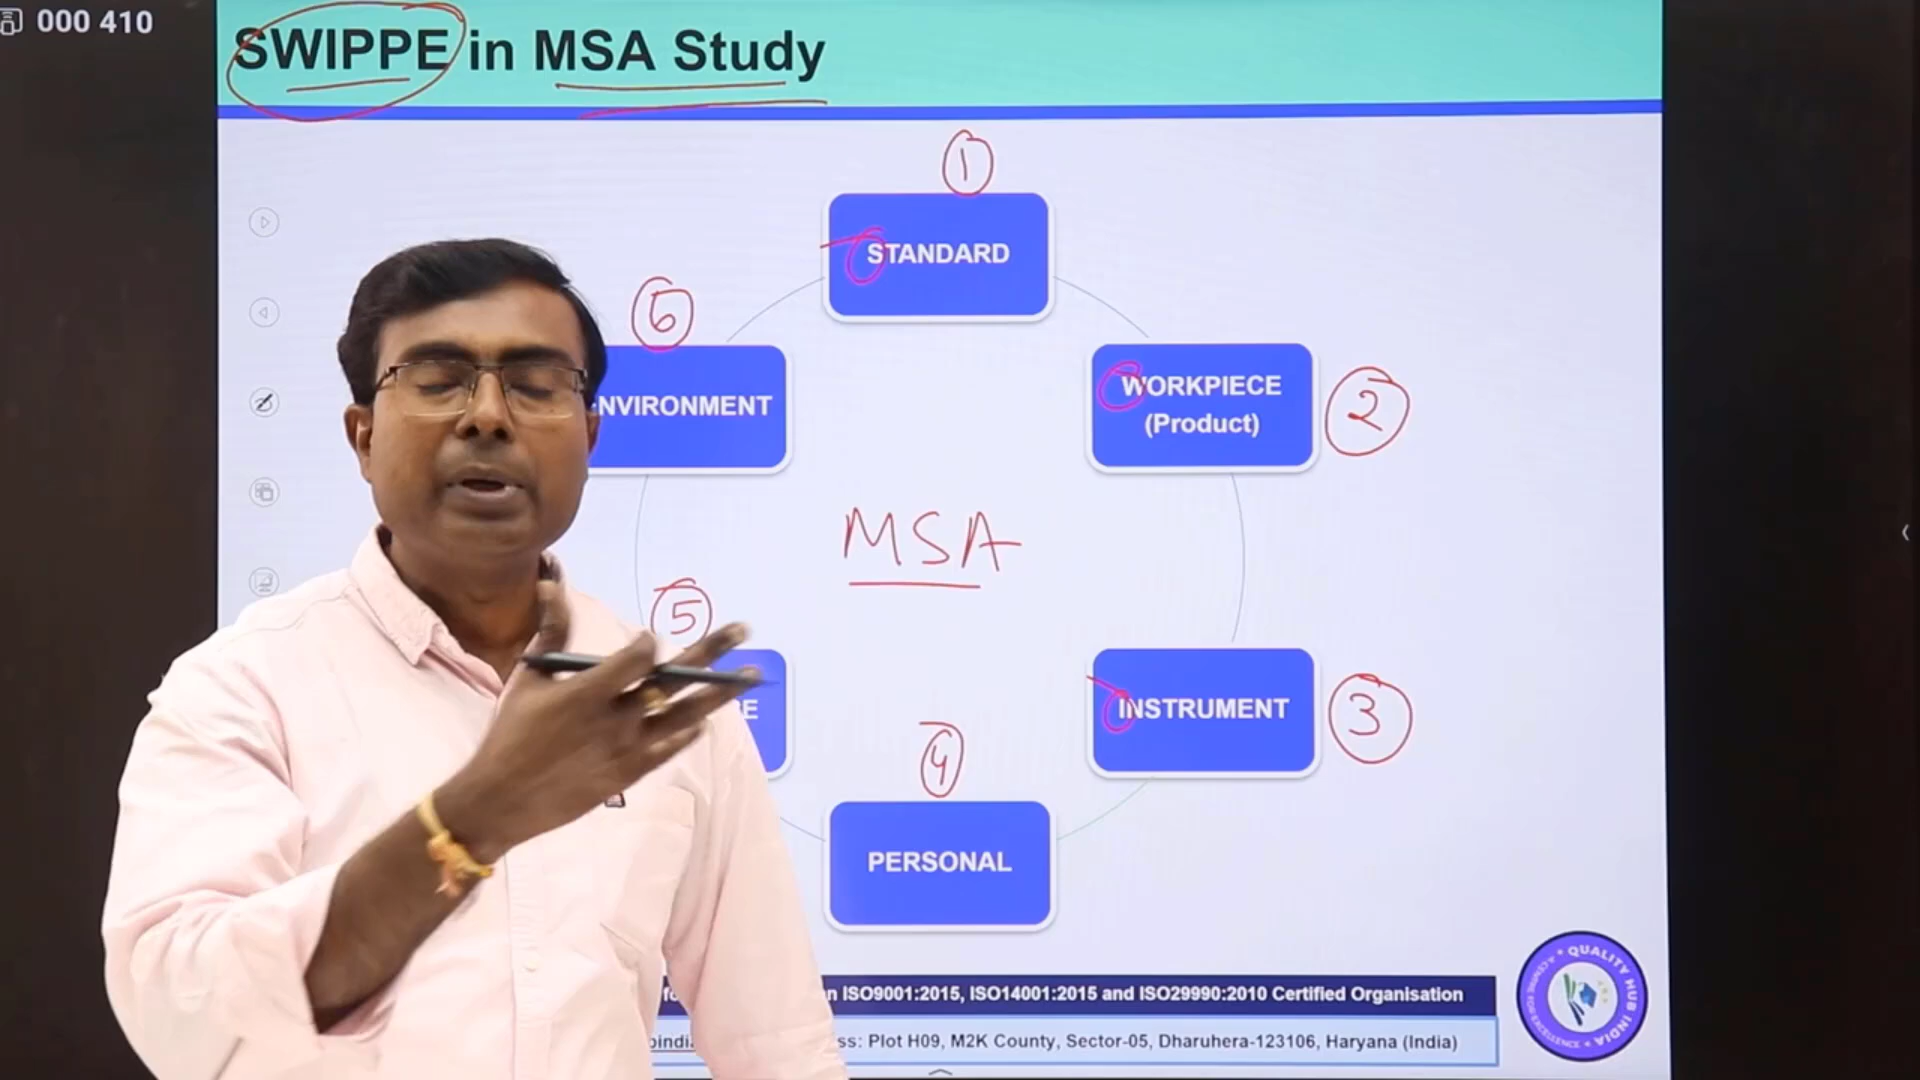 000 410
SWIPPE in MSA Study
1
STANDARD
6
NVIRONMENT
WORKPIECE
(Product)
2
MSA
5
E
INSTRUMENT
3
4
PERSONAL
n ISO9001:2015, ISO14001:2015 and ISO29990:2010 Certified Organisation
ss: Plot H09, M2K County, Sector-05, Dharuhera-123106, Haryana (India)
QUALITY HUB INDIA